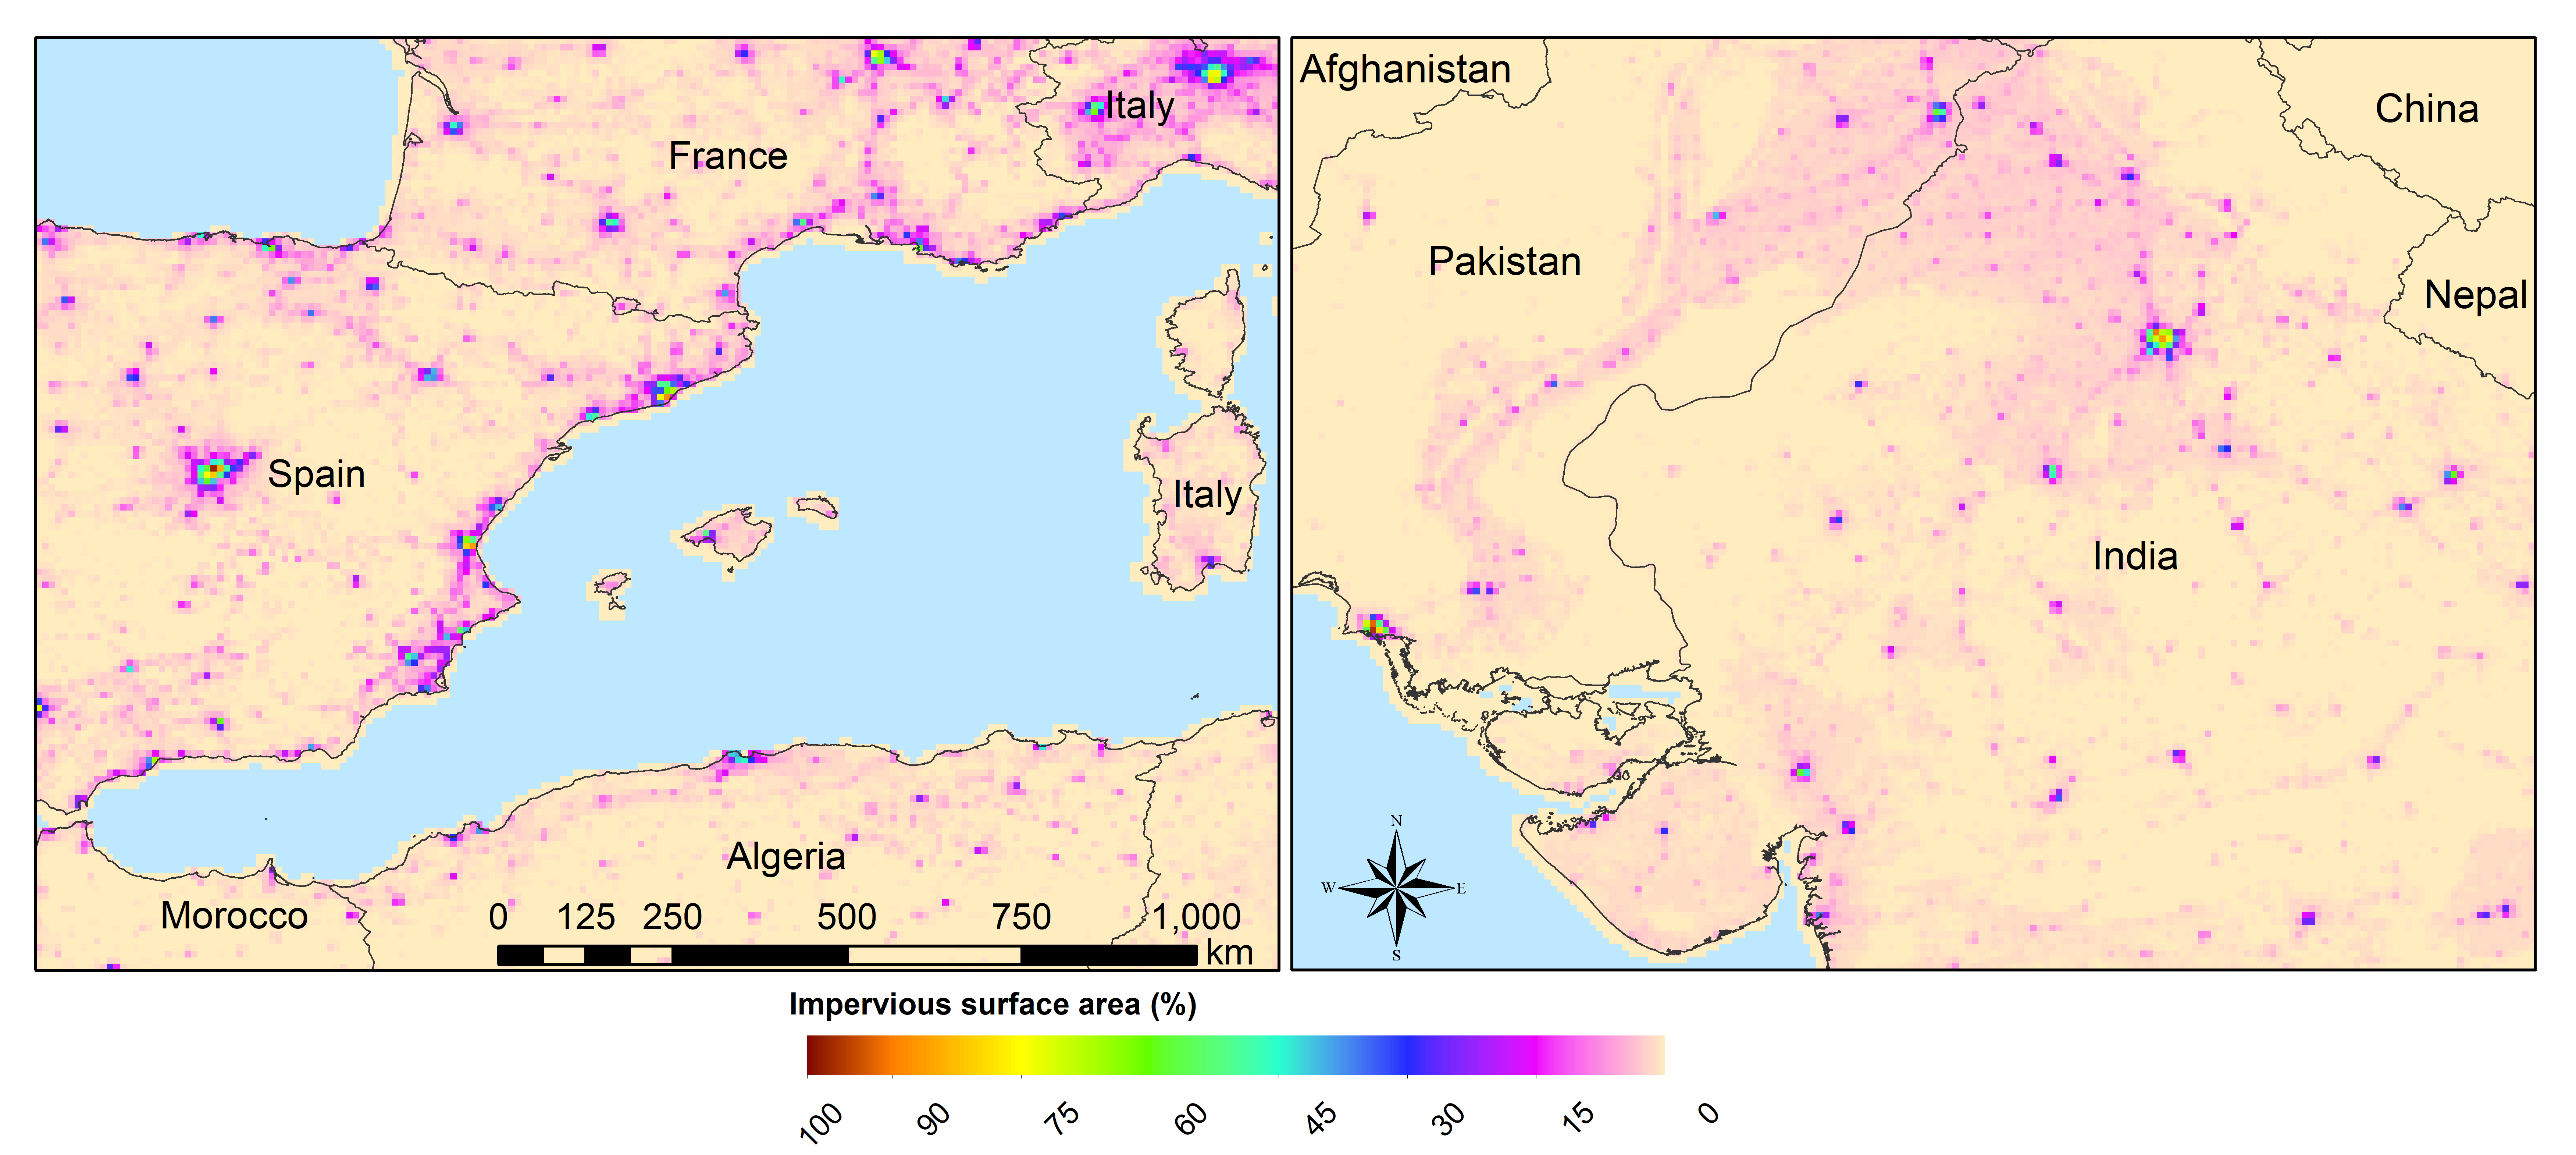 Italy
France
Spain
Italy
Algeria
Morocco
0 125 250 500 750 1,000
km
Afghanistan
China
Pakistan
Nepal
India
N
W E
S
Impervious surface area (%)
100 90 75 60 45 30 15 0